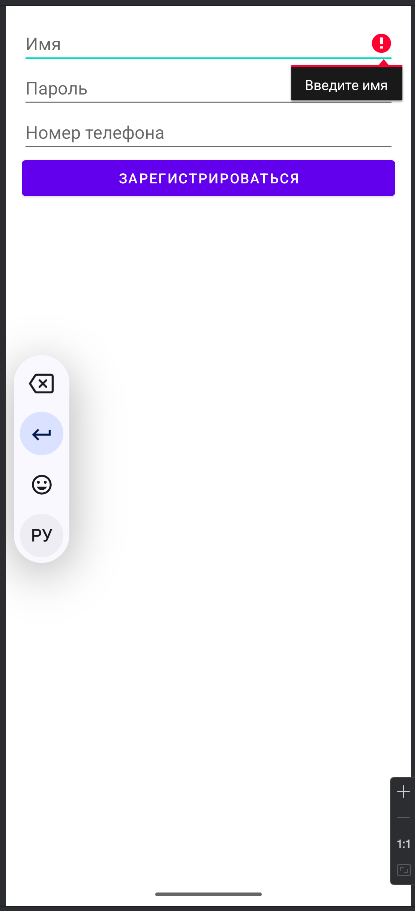 Имя
Введите имя
Пароль
Номер телефона
ЗАРЕГИСТРИРОВАТЬСЯ
РУ
1:1